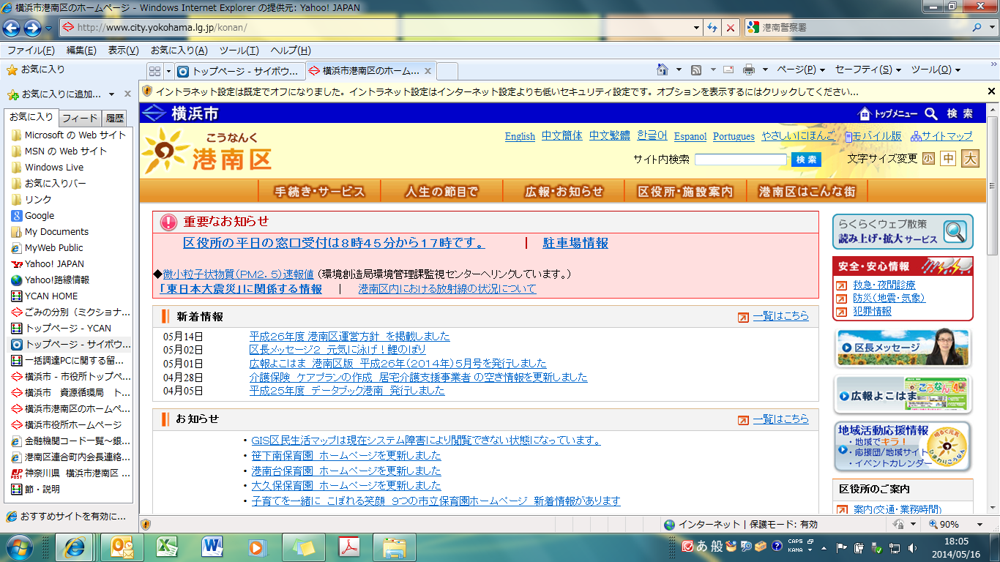 横浜市港南区のホームページ - Windows Internet Explorer の提供元: Yahoo! JAPAN
http://www.city.yokohama.lg.jp/konan/
港南警察署
ファイル(F) 編集(E) 表示(V) お気に入り(A) ツール(T) ヘルプ(H)
お気に入り
トップページ - サイボウ...
横浜市港南区のホーム...
ページ(P) セーフティ(S) ツール(O)
お気に入りに追加...
お気に入り フィード 履歴
Microsoft の Web サイト
MSN の Web サイト
Windows Live
お気に入りバー
リンク
Google
My Documents
MyWeb Public
Yahoo! JAPAN
Yahoo!路線情報
YCAN HOME
ごみの分別（ミクショナ...
トップページ - YCAN
トップページ - サイボウ...
一括調達PCに関する留...
横浜市 - 市役所トップペ...
横浜市　資源循環局　ト...
横浜市港南区のホームペ...
横浜市役所ホームページ
金融機関コード一覧～銀...
港南区連合町内会長連絡...
神奈川県　横浜市港南区 ...
節・説明
おすすめサイトを有効に...
イントラネット設定は既定でオフになりました。イントラネット設定はインターネット設定よりも低いセキュリティ設定です。オプションを表示するにはクリックしてください...
横浜市
トップメニュー 検索
こうなんく
港南区
English 中文簡体 中文繁體 한글어 Espanol Portugues やさしいにほんご モバイル版 サイトマップ
サイト内検索 検索 文字サイズ変更 小 中 大
手続き・サービス 人生の節目で 広報・お知らせ 区役所・施設案内 港南区はこんな街
重要なお知らせ
区役所の平日の窓口受付は８時４５分から１７時です。 | 駐車場情報
◆微小粒子状物質（ＰＭ２．５）速報値 （環境創造局環境管理課監視センターへリンクしています。）
「東日本大震災」に関係する情報 | 港南区内における放射線の状況について
新着情報 一覧はこちら
05月14日 平成26年度 港南区運営方針　を掲載しました
05月02日 区長メッセージ２　元気に泳げ！鯉のぼり
05月01日 広報よこはま　港南区版　平成26年（2014年）5月号を発行しました
04月28日 介護保険　ケアプランの作成　居宅介護支援事業者 の空き情報を更新しました
04月05日 平成25年度　データブック港南　発行しました
お知らせ 一覧はこちら
・GIS区民生活マップは現在システム障害により閲覧できない状態になっています。
・笹下南保育園　ホームページを更新しました
・港南台保育園　ホームページを更新しました
・大久保保育園　ホームページを更新しました
・子育てを一緒に　こぼれる笑顔　９つの市立保育園ホームページ　新着情報があります
らくらくウェブ散策
読み上げ・拡大サービス
安全・安心情報
救急・夜間診療
防災（地震・気象）
犯罪情報
区長メッセージ
広報よこはま
こうなん
地域活動応援情報
・地域でキラ！
・応援団/地域サイト
・イベントカレンダー
区役所のご案内
案内(交通・業務時間)
インターネット | 保護モード: 有効
90%
あ 般
CAPS
KANA
18:05
2014/05/16